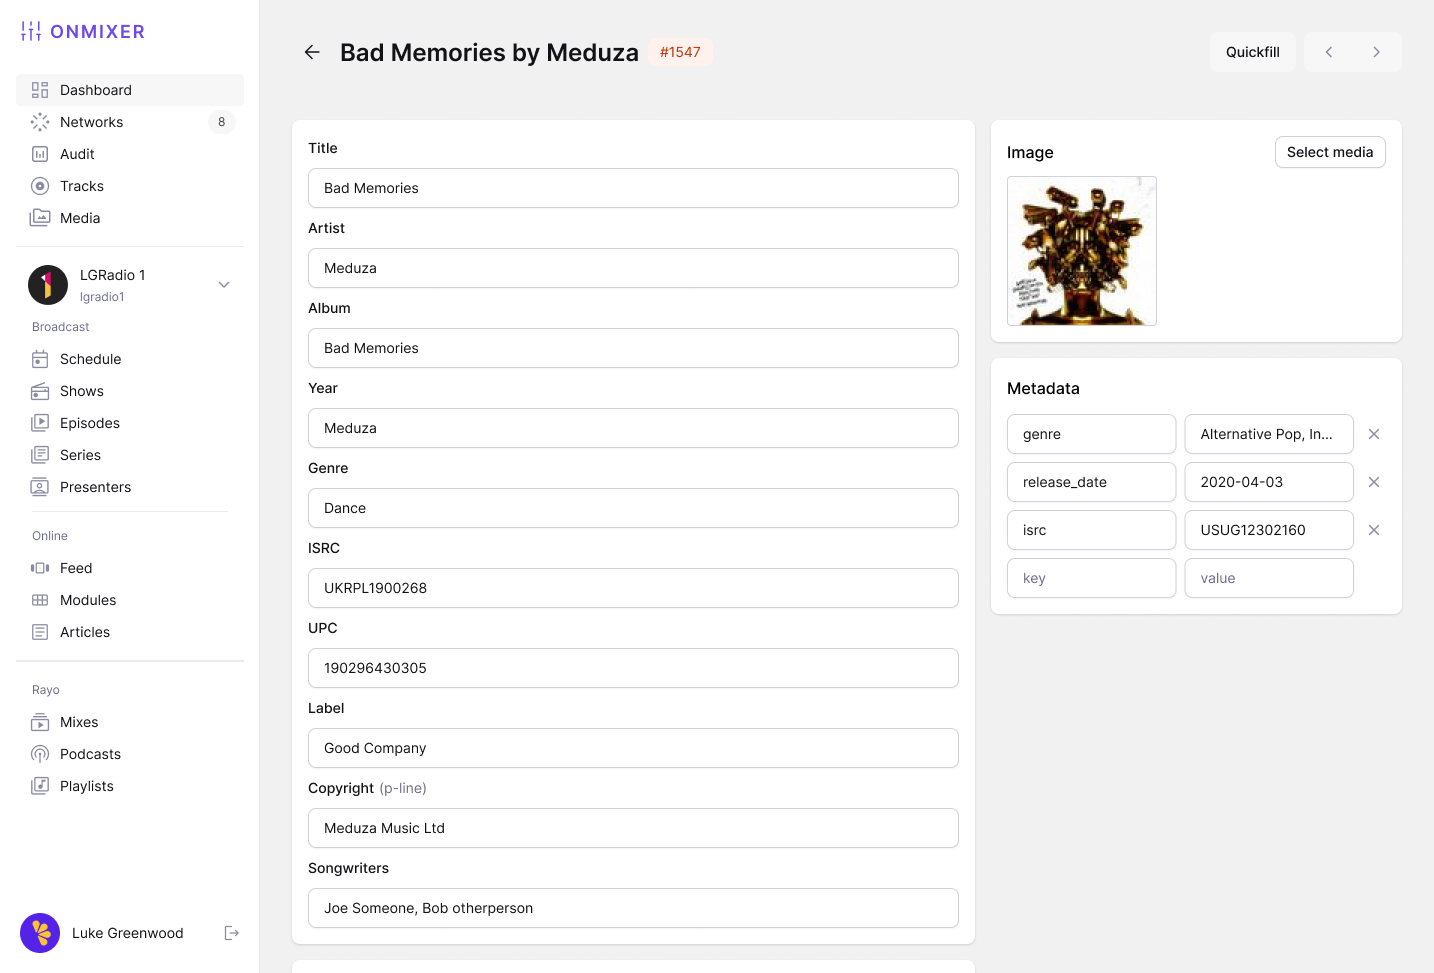 ONMIXER
Dashboard
Networks 8
Audit
Tracks
Media
LGRadio 1
lgradio1
Broadcast
Schedule
Shows
Episodes
Series
Presenters
Online
Feed
Modules
Articles
Rayo
Mixes
Podcasts
Playlists
Luke Greenwood
Bad Memories by Meduza #1547
Quickfill
Title
Bad Memories
Artist
Meduza
Album
Bad Memories
Year
Meduza
Genre
Dance
ISRC
UKRPL1900268
UPC
190296430305
Label
Good Company
Copyright (p-line)
Meduza Music Ltd
Songwriters
Joe Someone, Bob otherperson
Image
Select media
Metadata
genre Alternative Pop, In...
release_date 2020-04-03
isrc USUG12302160
key value